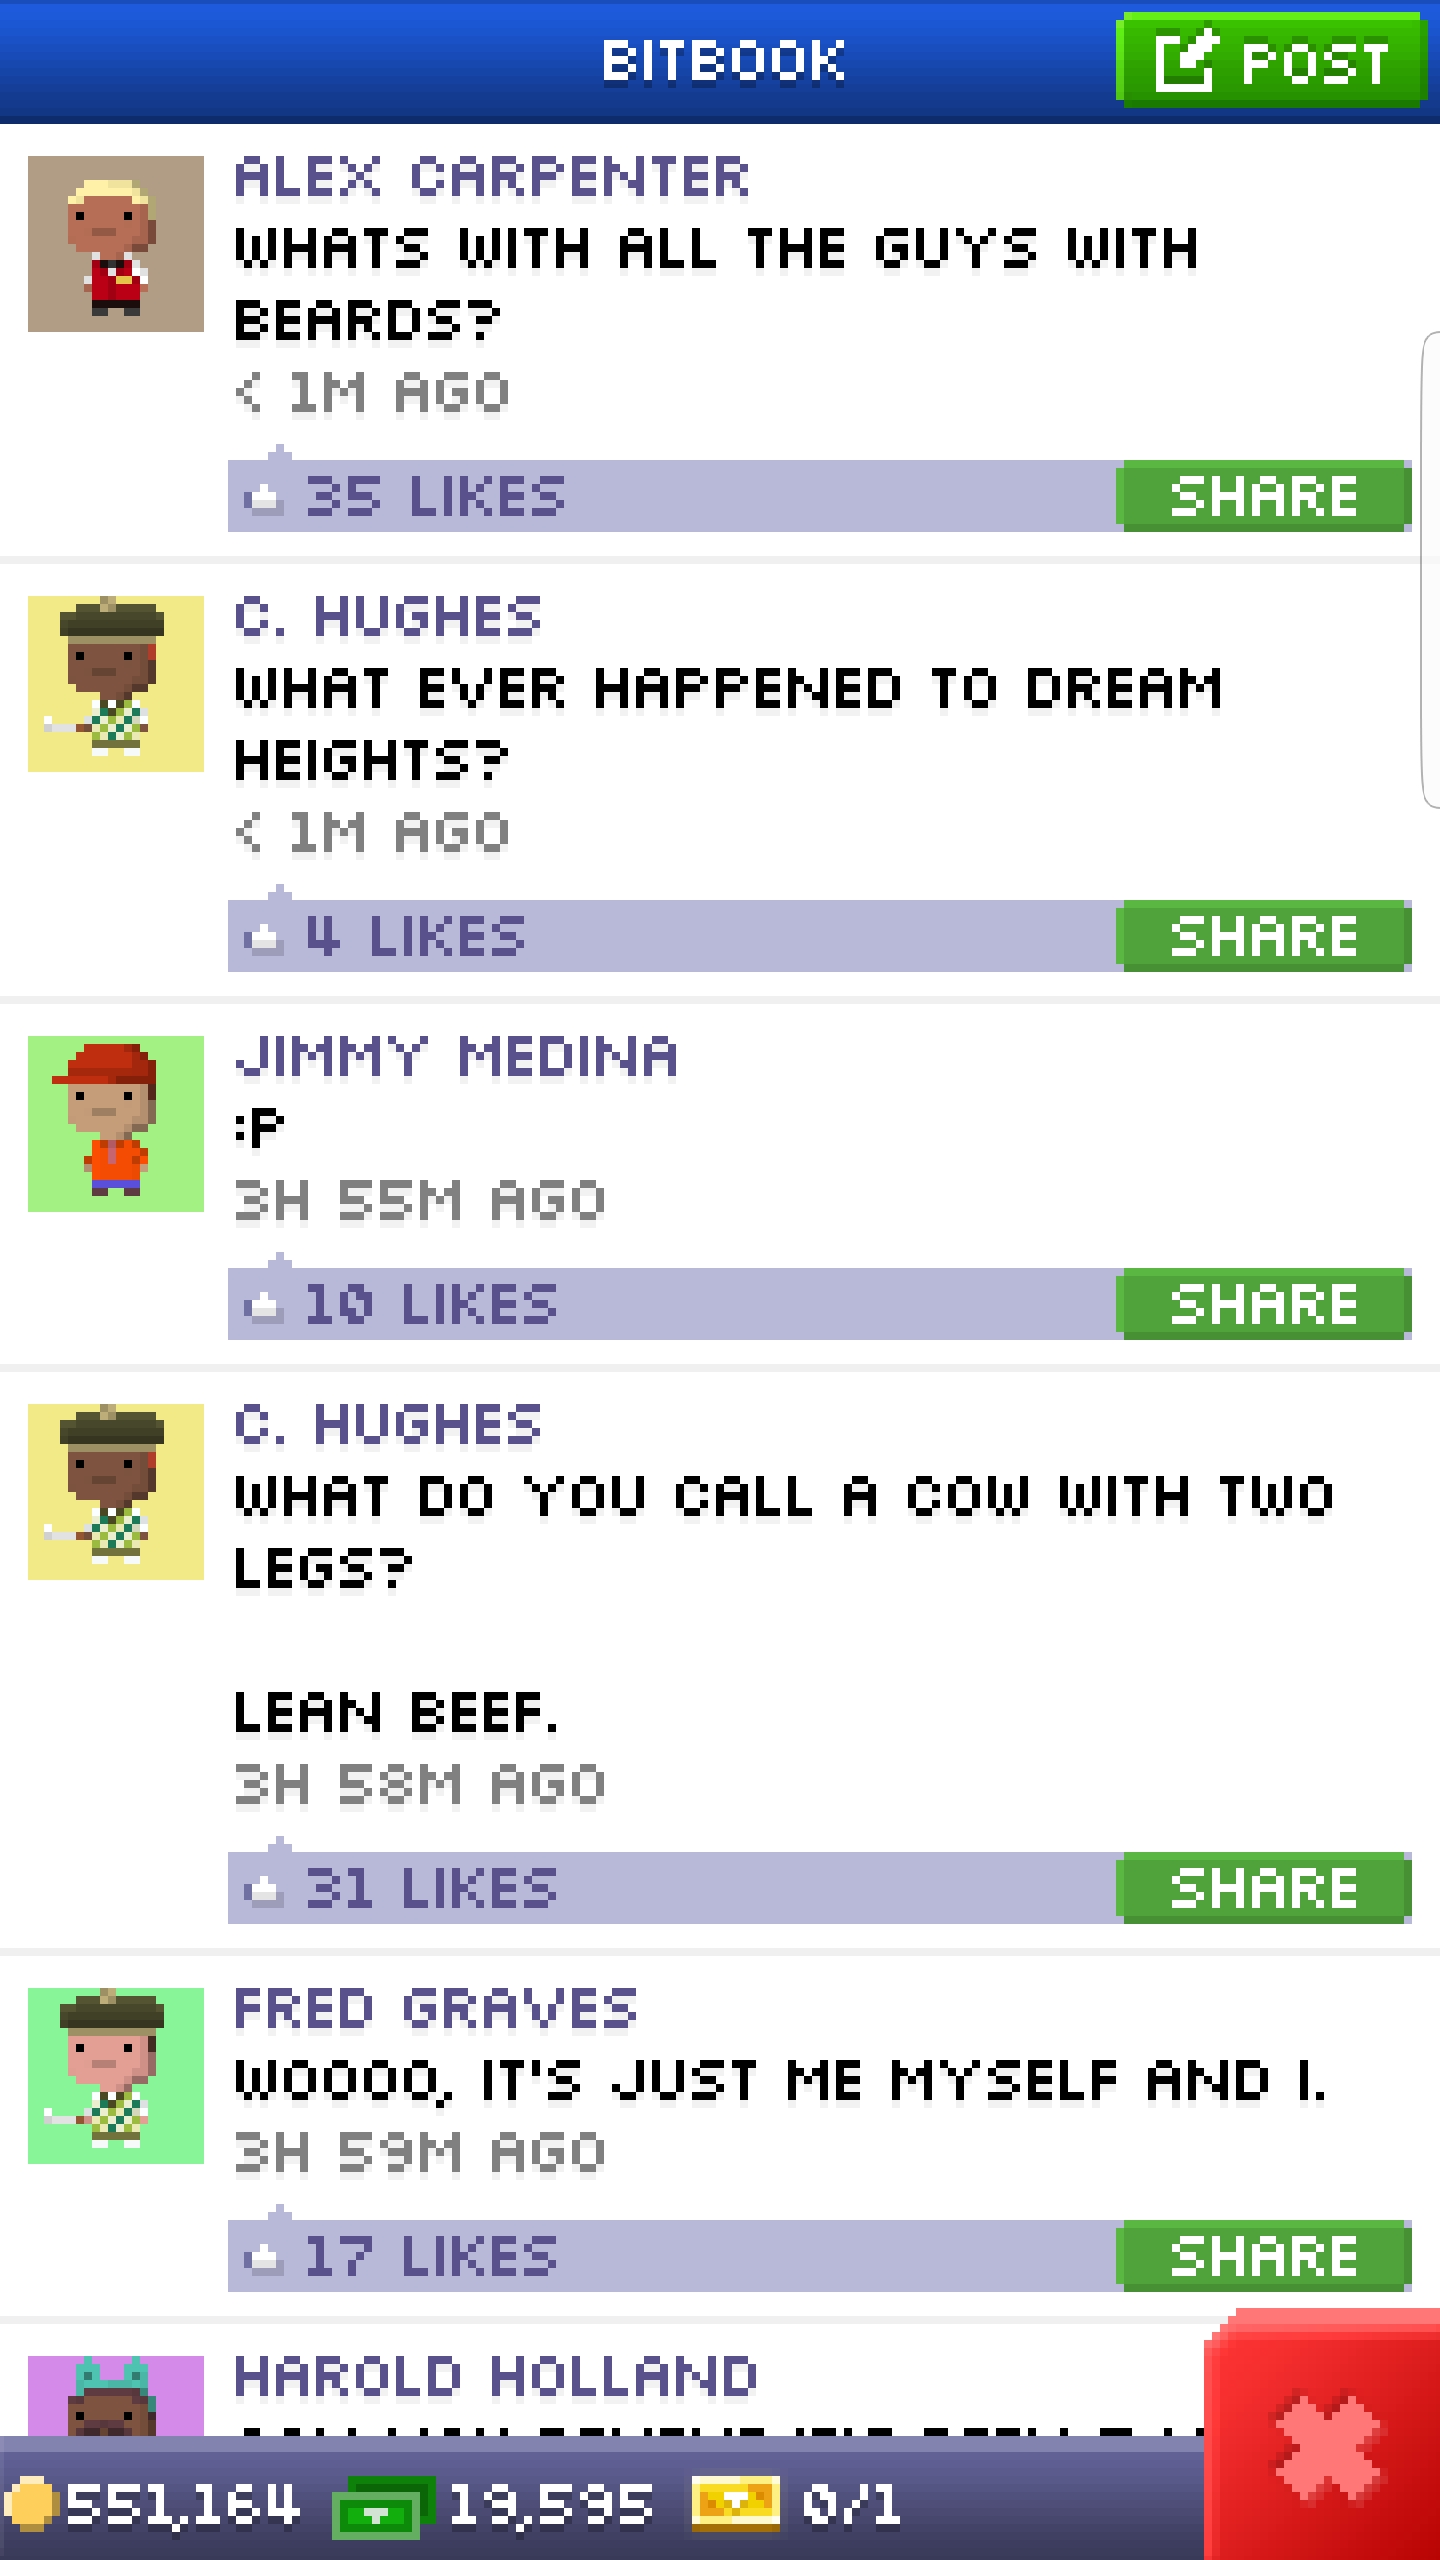 BITBOOK
POST
ALEX CARPENTER
WHATS WITH ALL THE GUYS WITH
BEARDS?
< 1M AGO
35 LIKES
SHARE
C. HUGHES
WHAT EVER HAPPENED TO DREAM
HEIGHTS?
< 1M AGO
4 LIKES
SHARE
JIMMY MEDINA
:P
3H 55M AGO
10 LIKES
SHARE
C. HUGHES
WHAT DO YOU CALL A COW WITH TWO
LEGS?
LEAN BEEF.
3H 58M AGO
31 LIKES
SHARE
FRED GRAVES
WOOOO, IT'S JUST ME MYSELF AND I.
3H 59M AGO
17 LIKES
SHARE
HAROLD HOLLAND
551,164 19,595 0/1